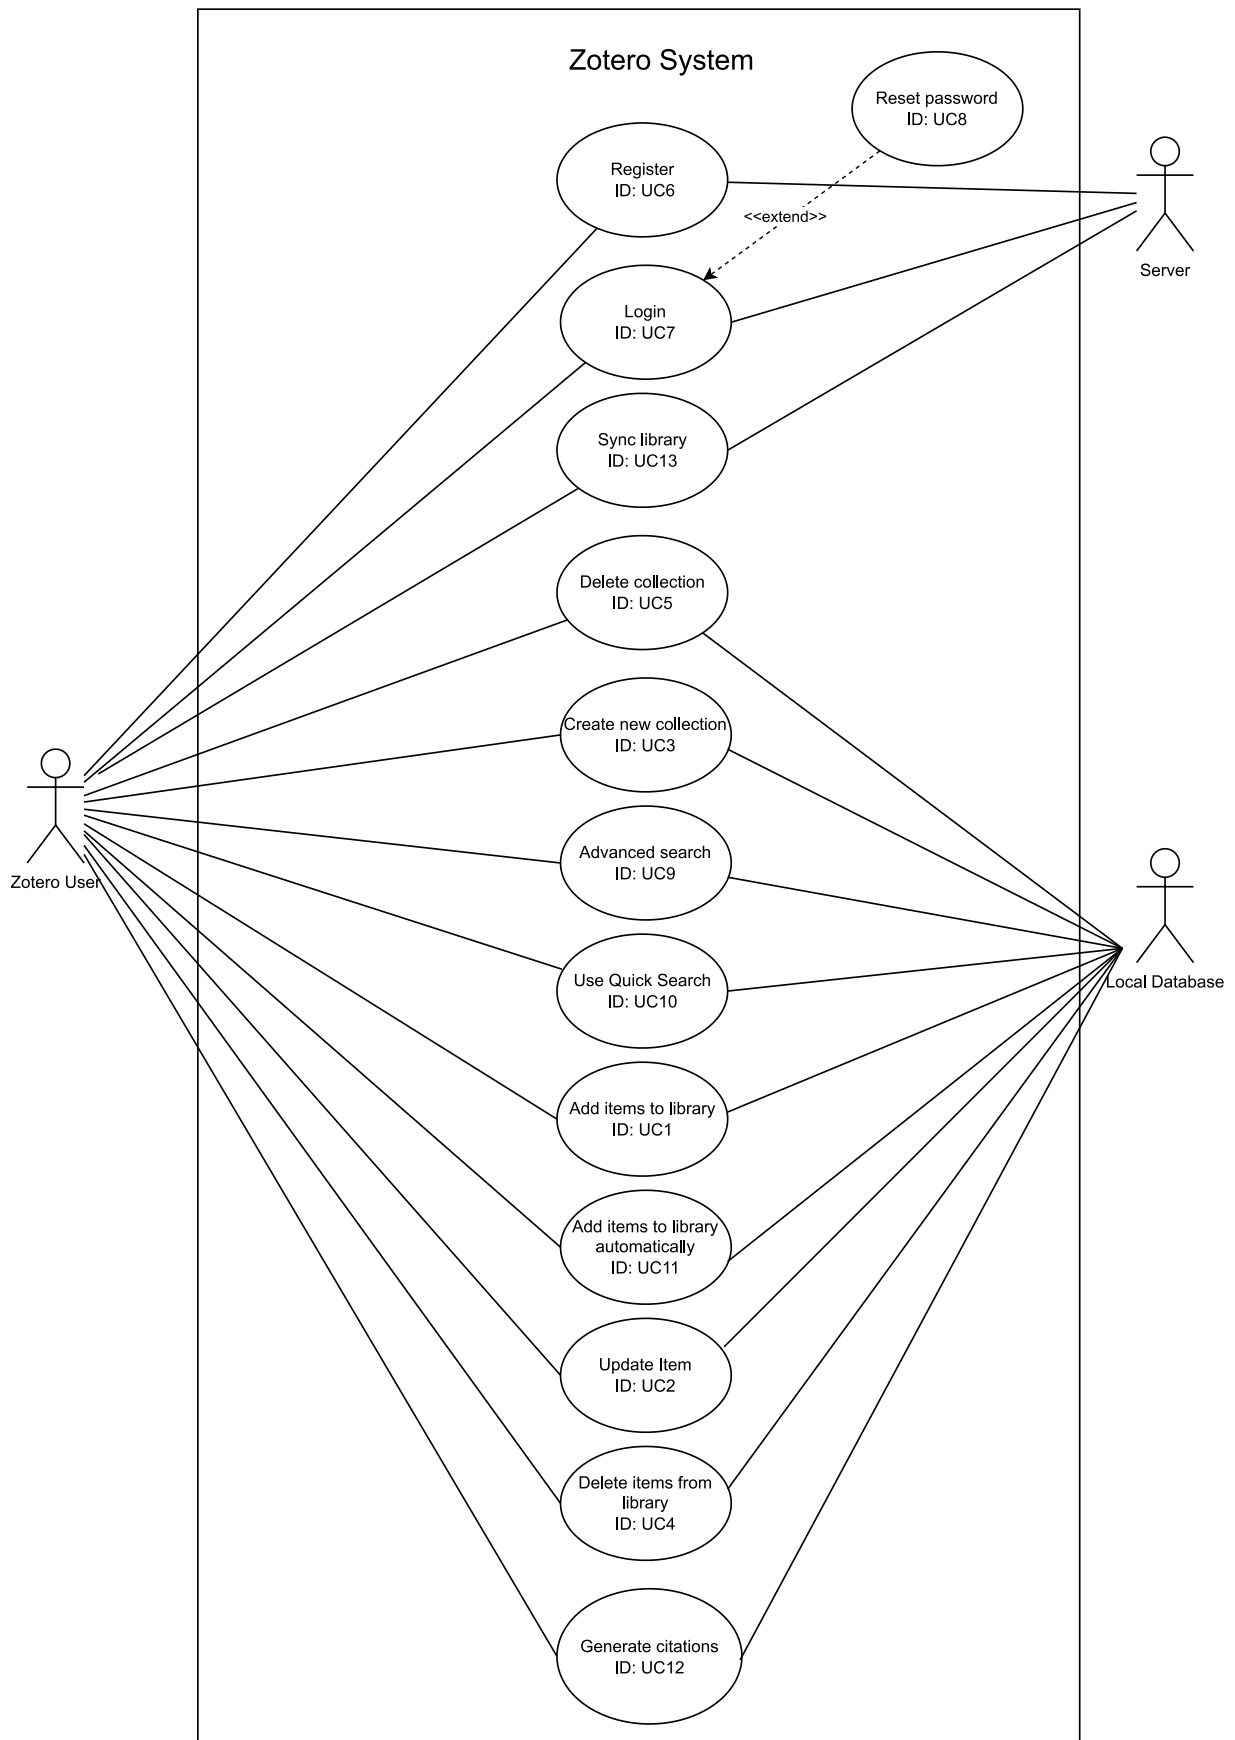 Zotero System
Reset password
ID: UC8
Register
ID: UC6
<<extend>>
Server
Login
ID: UC7
Sync library
ID: UC13
Delete collection
ID: UC5
Create new collection
ID: UC3
Zotero User
Advanced search
ID: UC9
Use Quick Search
ID: UC10
Local Database
Add items to library
ID: UC1
Add items to library
automatically
ID: UC11
Update Item
ID: UC2
Delete items from
library
ID: UC4
Generate citations
ID: UC12